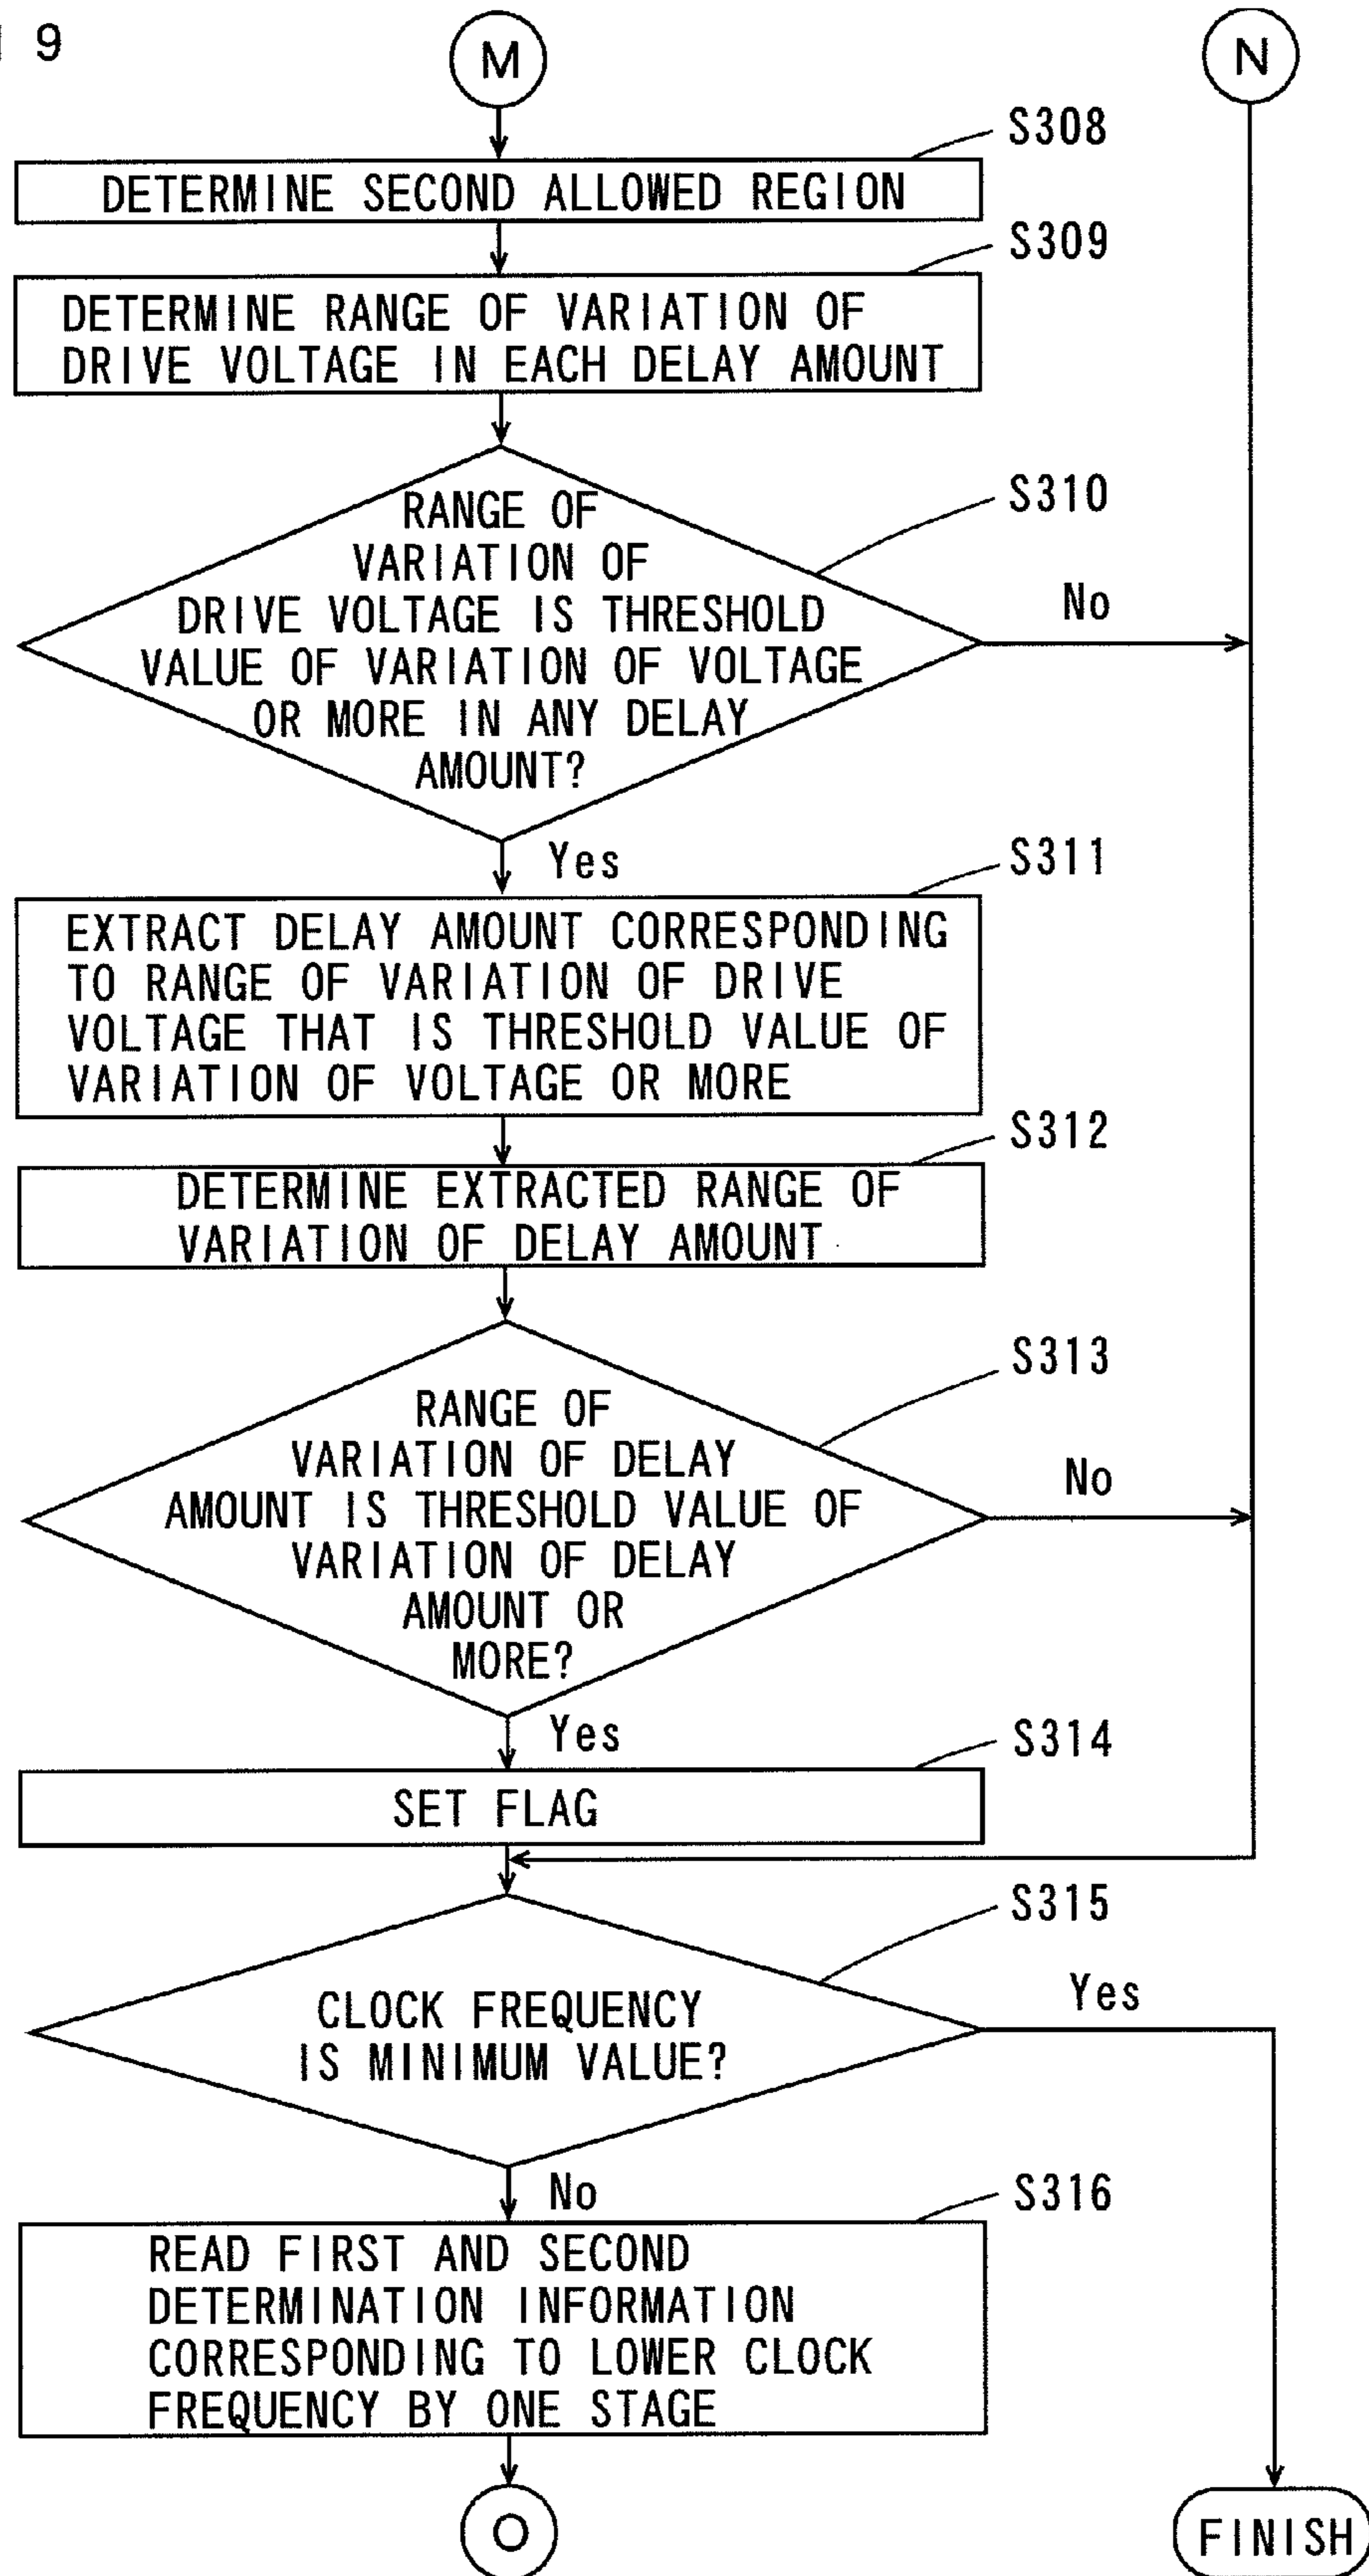 9
M
N
S308
DETERMINE SECOND ALLOWED REGION
S309
DETERMINE RANGE OF VARIATION OF
DRIVE VOLTAGE IN EACH DELAY AMOUNT
S310
RANGE OF
VARIATION OF
DRIVE VOLTAGE IS THRESHOLD
VALUE OF VARIATION OF VOLTAGE
OR MORE IN ANY DELAY
AMOUNT?
No
Yes
S311
EXTRACT DELAY AMOUNT CORRESPONDING
TO RANGE OF VARIATION OF DRIVE
VOLTAGE THAT IS THRESHOLD VALUE OF
VARIATION OF VOLTAGE OR MORE
S312
DETERMINE EXTRACTED RANGE OF
VARIATION OF DELAY AMOUNT
S313
RANGE OF
VARIATION OF DELAY
AMOUNT IS THRESHOLD VALUE OF
VARIATION OF DELAY
AMOUNT OR
MORE?
No
Yes
S314
SET FLAG
S315
CLOCK FREQUENCY
IS MINIMUM VALUE?
Yes
No
S316
READ FIRST AND SECOND
DETERMINATION INFORMATION
CORRESPONDING TO LOWER CLOCK
FREQUENCY BY ONE STAGE
O
FINISH